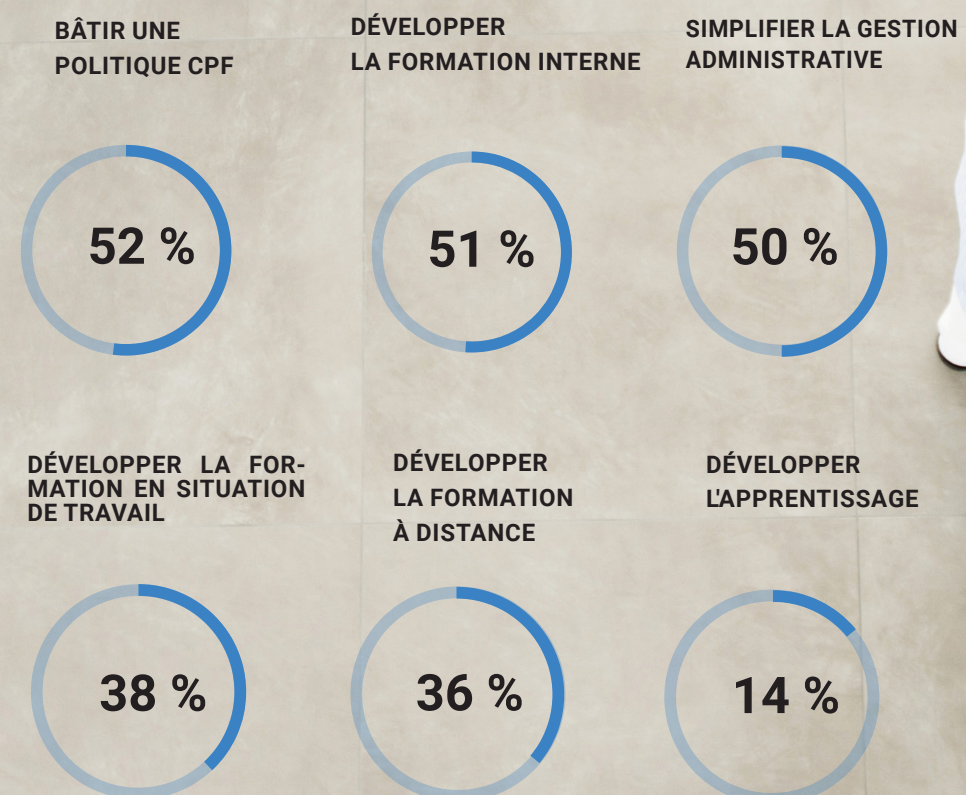 BÂTIR UNE
POLITIQUE CPF
52 %
DÉVELOPPER
LA FORMATION INTERNE
51 %
SIMPLIFIER LA GESTION
ADMINISTRATIVE
50 %
DÉVELOPPER LA FOR-
MATION EN SITUATION
DE TRAVAIL
38 %
DÉVELOPPER
LA FORMATION
À DISTANCE
36 %
DÉVELOPPER
L'APPRENTISSAGE
14 %